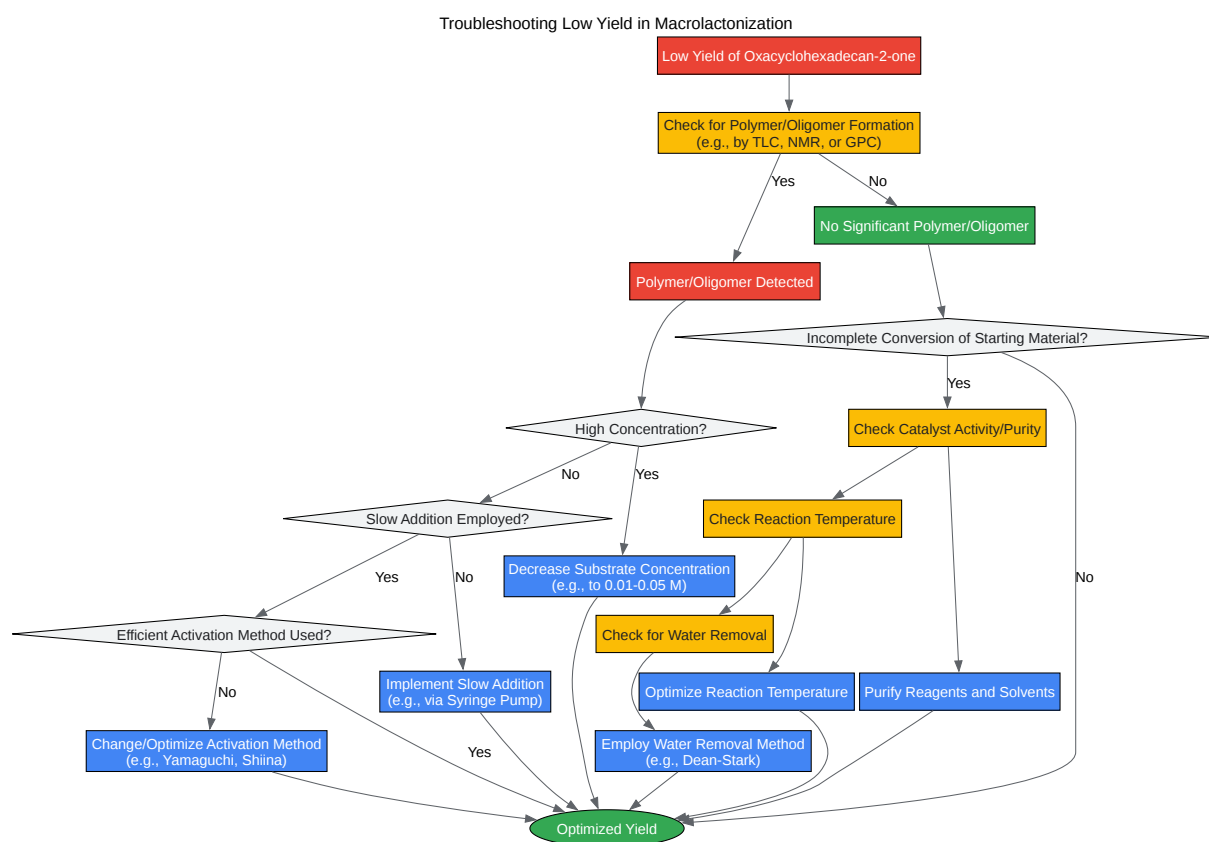 Troubleshooting Low Yield in Macrolactonization
Low Yield of Oxacyclohexadecan-2-one
Check for Polymer/Oligomer Formation
(e.g., by TLC, NMR, or GPC)
Yes
No
No Significant Polymer/Oligomer
Polymer/Oligomer Detected
Incomplete Conversion of Starting Material?
Yes
High Concentration?
Check Catalyst Activity/Purity
No
Yes
Slow Addition Employed?
Check Reaction Temperature
Yes
No
Decrease Substrate Concentration
(e.g., to 0.01-0.05 M)
No
Efficient Activation Method Used?
Check for Water Removal
No
Implement Slow Addition
(e.g., via Syringe Pump)
Optimize Reaction Temperature
Purify Reagents and Solvents
Change/Optimize Activation Method
(e.g., Yamaguchi, Shiina)
Yes
Employ Water Removal Method
(e.g., Dean-Stark)
Optimized Yield